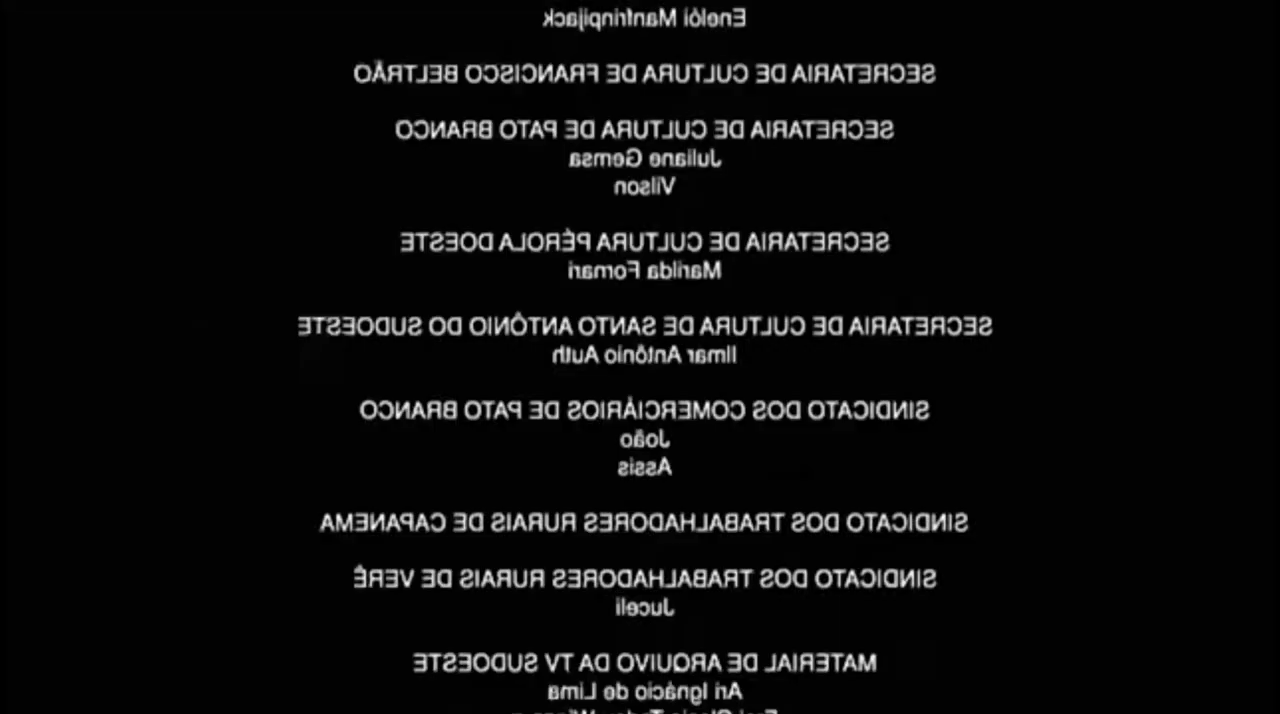 Enelói Manfrinpijack
SECRETARIA DE CULTURA DE FRANCISCO BELTRÃO
SECRETARIA DE CULTURA DE PATO BRANCO
Juliane Gemsa
Vilson
SECRETARIA DE CULTURA PÉROLA DOESTE
Marilda Fornari
SECRETARIA DE CULTURA DE SANTO ANTÔNIO DO SUDOESTE
Ilmar Antônio Auth
SINDICATO DOS COMERCIÁRIOS DE PATO BRANCO
João
Assis
SINDICATO DOS TRABALHADORES RURAIS DE CAPANEMA
SINDICATO DOS TRABALHADORES RURAIS DE VERÊ
Juceli
MATERIAL DE ARQUIVO DA TV SUDOESTE
Ari Ignácio de Lima